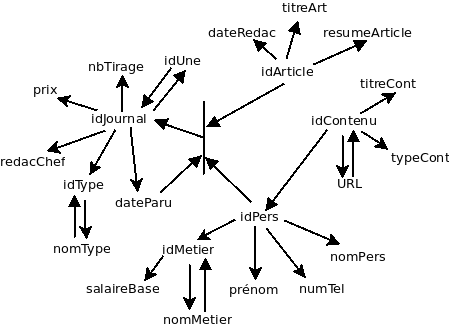 titreArt
dateRedac
resumeArticle
nbTirage
idUne
idArticle
prix
titreCont
idJournal
idContenu
redacChef
typeCont
idType
URL
dateParu
idPers
nomType
idMetier
nomPers
salaireBase
prénom
numTel
nomMetier